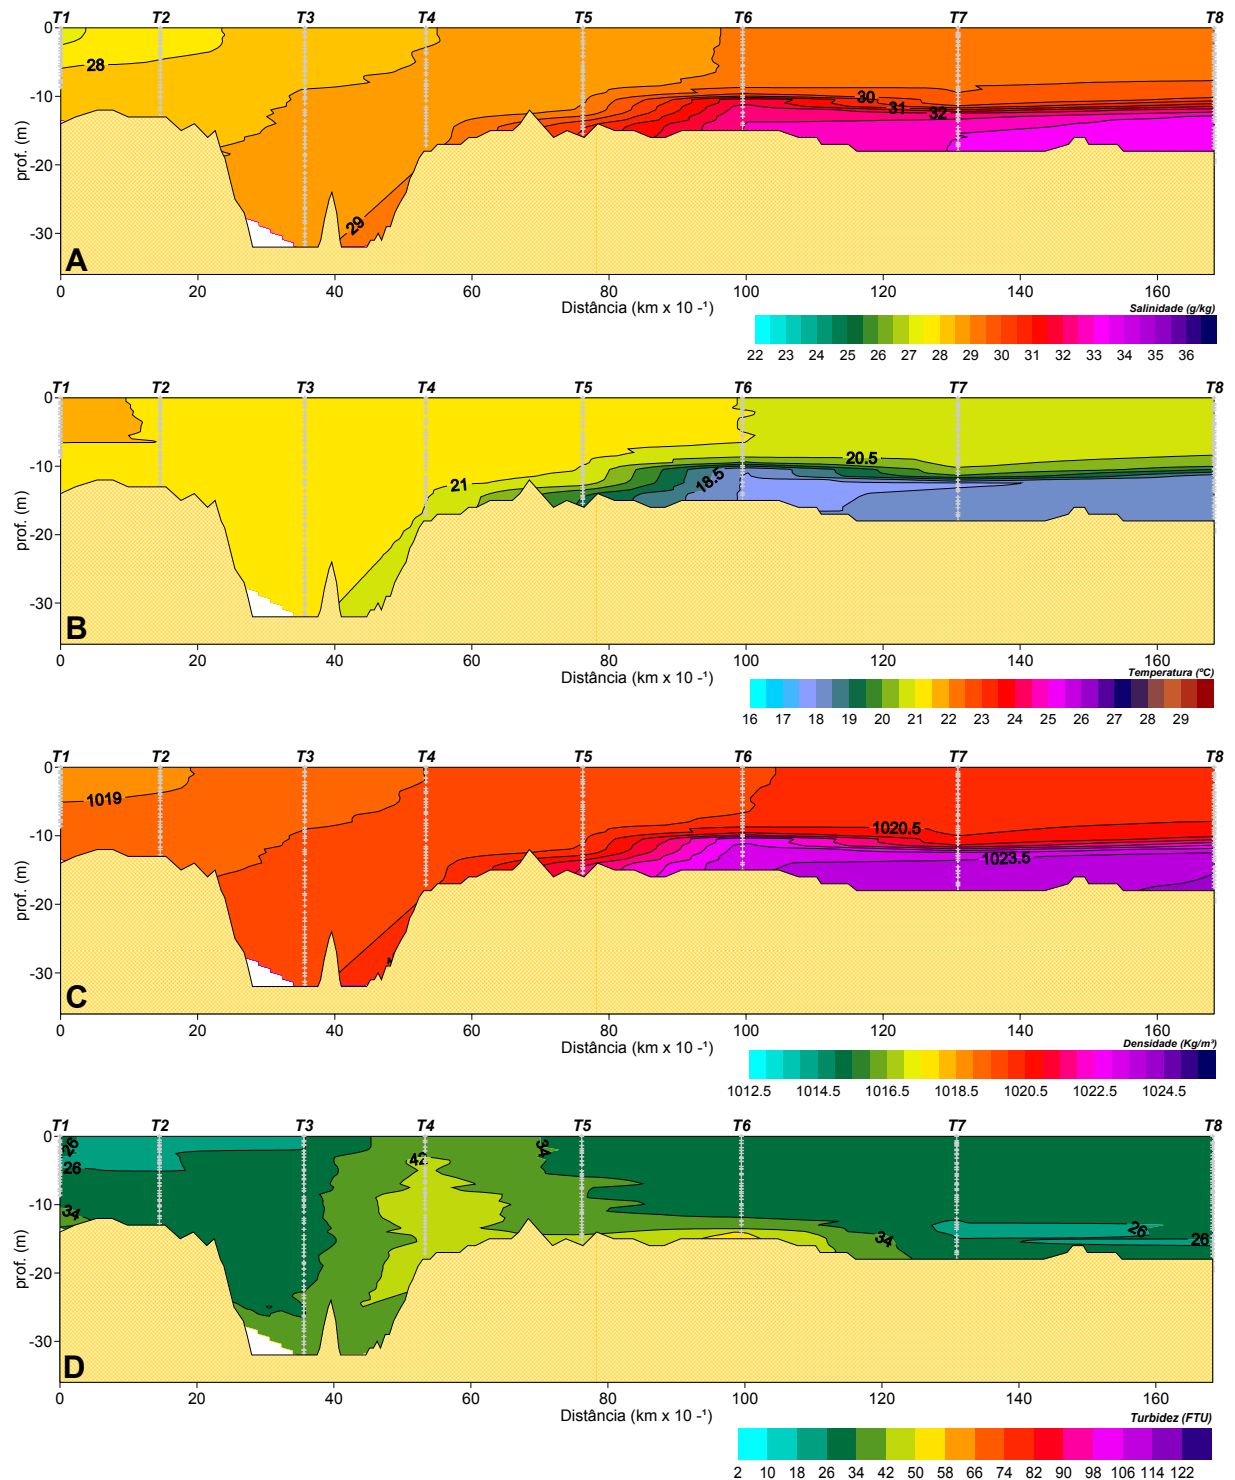 T1 T2 T3 T4 T5 T6 T7 T8
0
28
-10
30
31
32
prof. (m)
-20
29
-30
A
0 20 40 60 80 100 120 140 160
Distância (km x 10 -¹)
Salinidade (g/kg)
22 23 24 25 26 27 28 29 30 31 32 33 34 35 36
T1 T2 T3 T4 T5 T6 T7 T8
0
20.5
-10
18.5
21
prof. (m)
-20
-30
B
0 20 40 60 80 100 120 140 160
Distância (km x 10 -¹)
Temperatura (ºC)
16 17 18 19 20 21 22 23 24 25 26 27 28 29
T1 T2 T3 T4 T5 T6 T7 T8
0
1019
1020.5
-10
1023.5
prof. (m)
-20
-30
C
0 20 40 60 80 100 120 140 160
Distância (km x 10 -¹)
Densidade (Kg/m³)
1012.5 1014.5 1016.5 1018.5 1020.5 1022.5 1024.5
T1 T2 T3 T4 T5 T6 T7 T8
0
26
34
42
26
-10
34
26
34
26
prof. (m)
-20
-30
D
0 20 40 60 80 100 120 140 160
Distância (km x 10 -¹)
Turbidez (FTU)
2 10 18 26 34 42 50 58 66 74 82 90 98 106 114 122